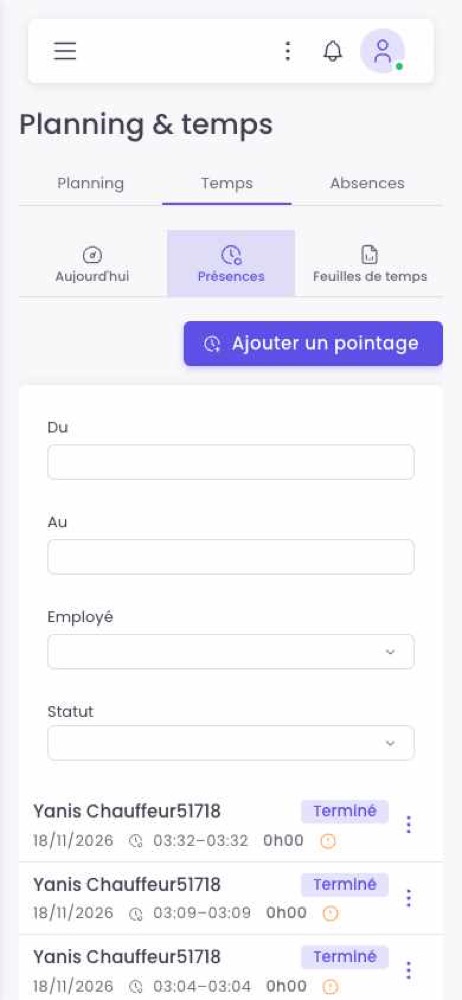 Planning & temps
Planning Temps Absences
Aujourd'hui Présences Feuilles de temps
Ajouter un pointage
Du
Au
Employé
Statut
Yanis Chauffeur51718 Terminé
18/11/2026 03:32–03:32 0h00
Yanis Chauffeur51718 Terminé
18/11/2026 03:09–03:09 0h00
Yanis Chauffeur51718 Terminé
18/11/2026 03:04–03:04 0h00